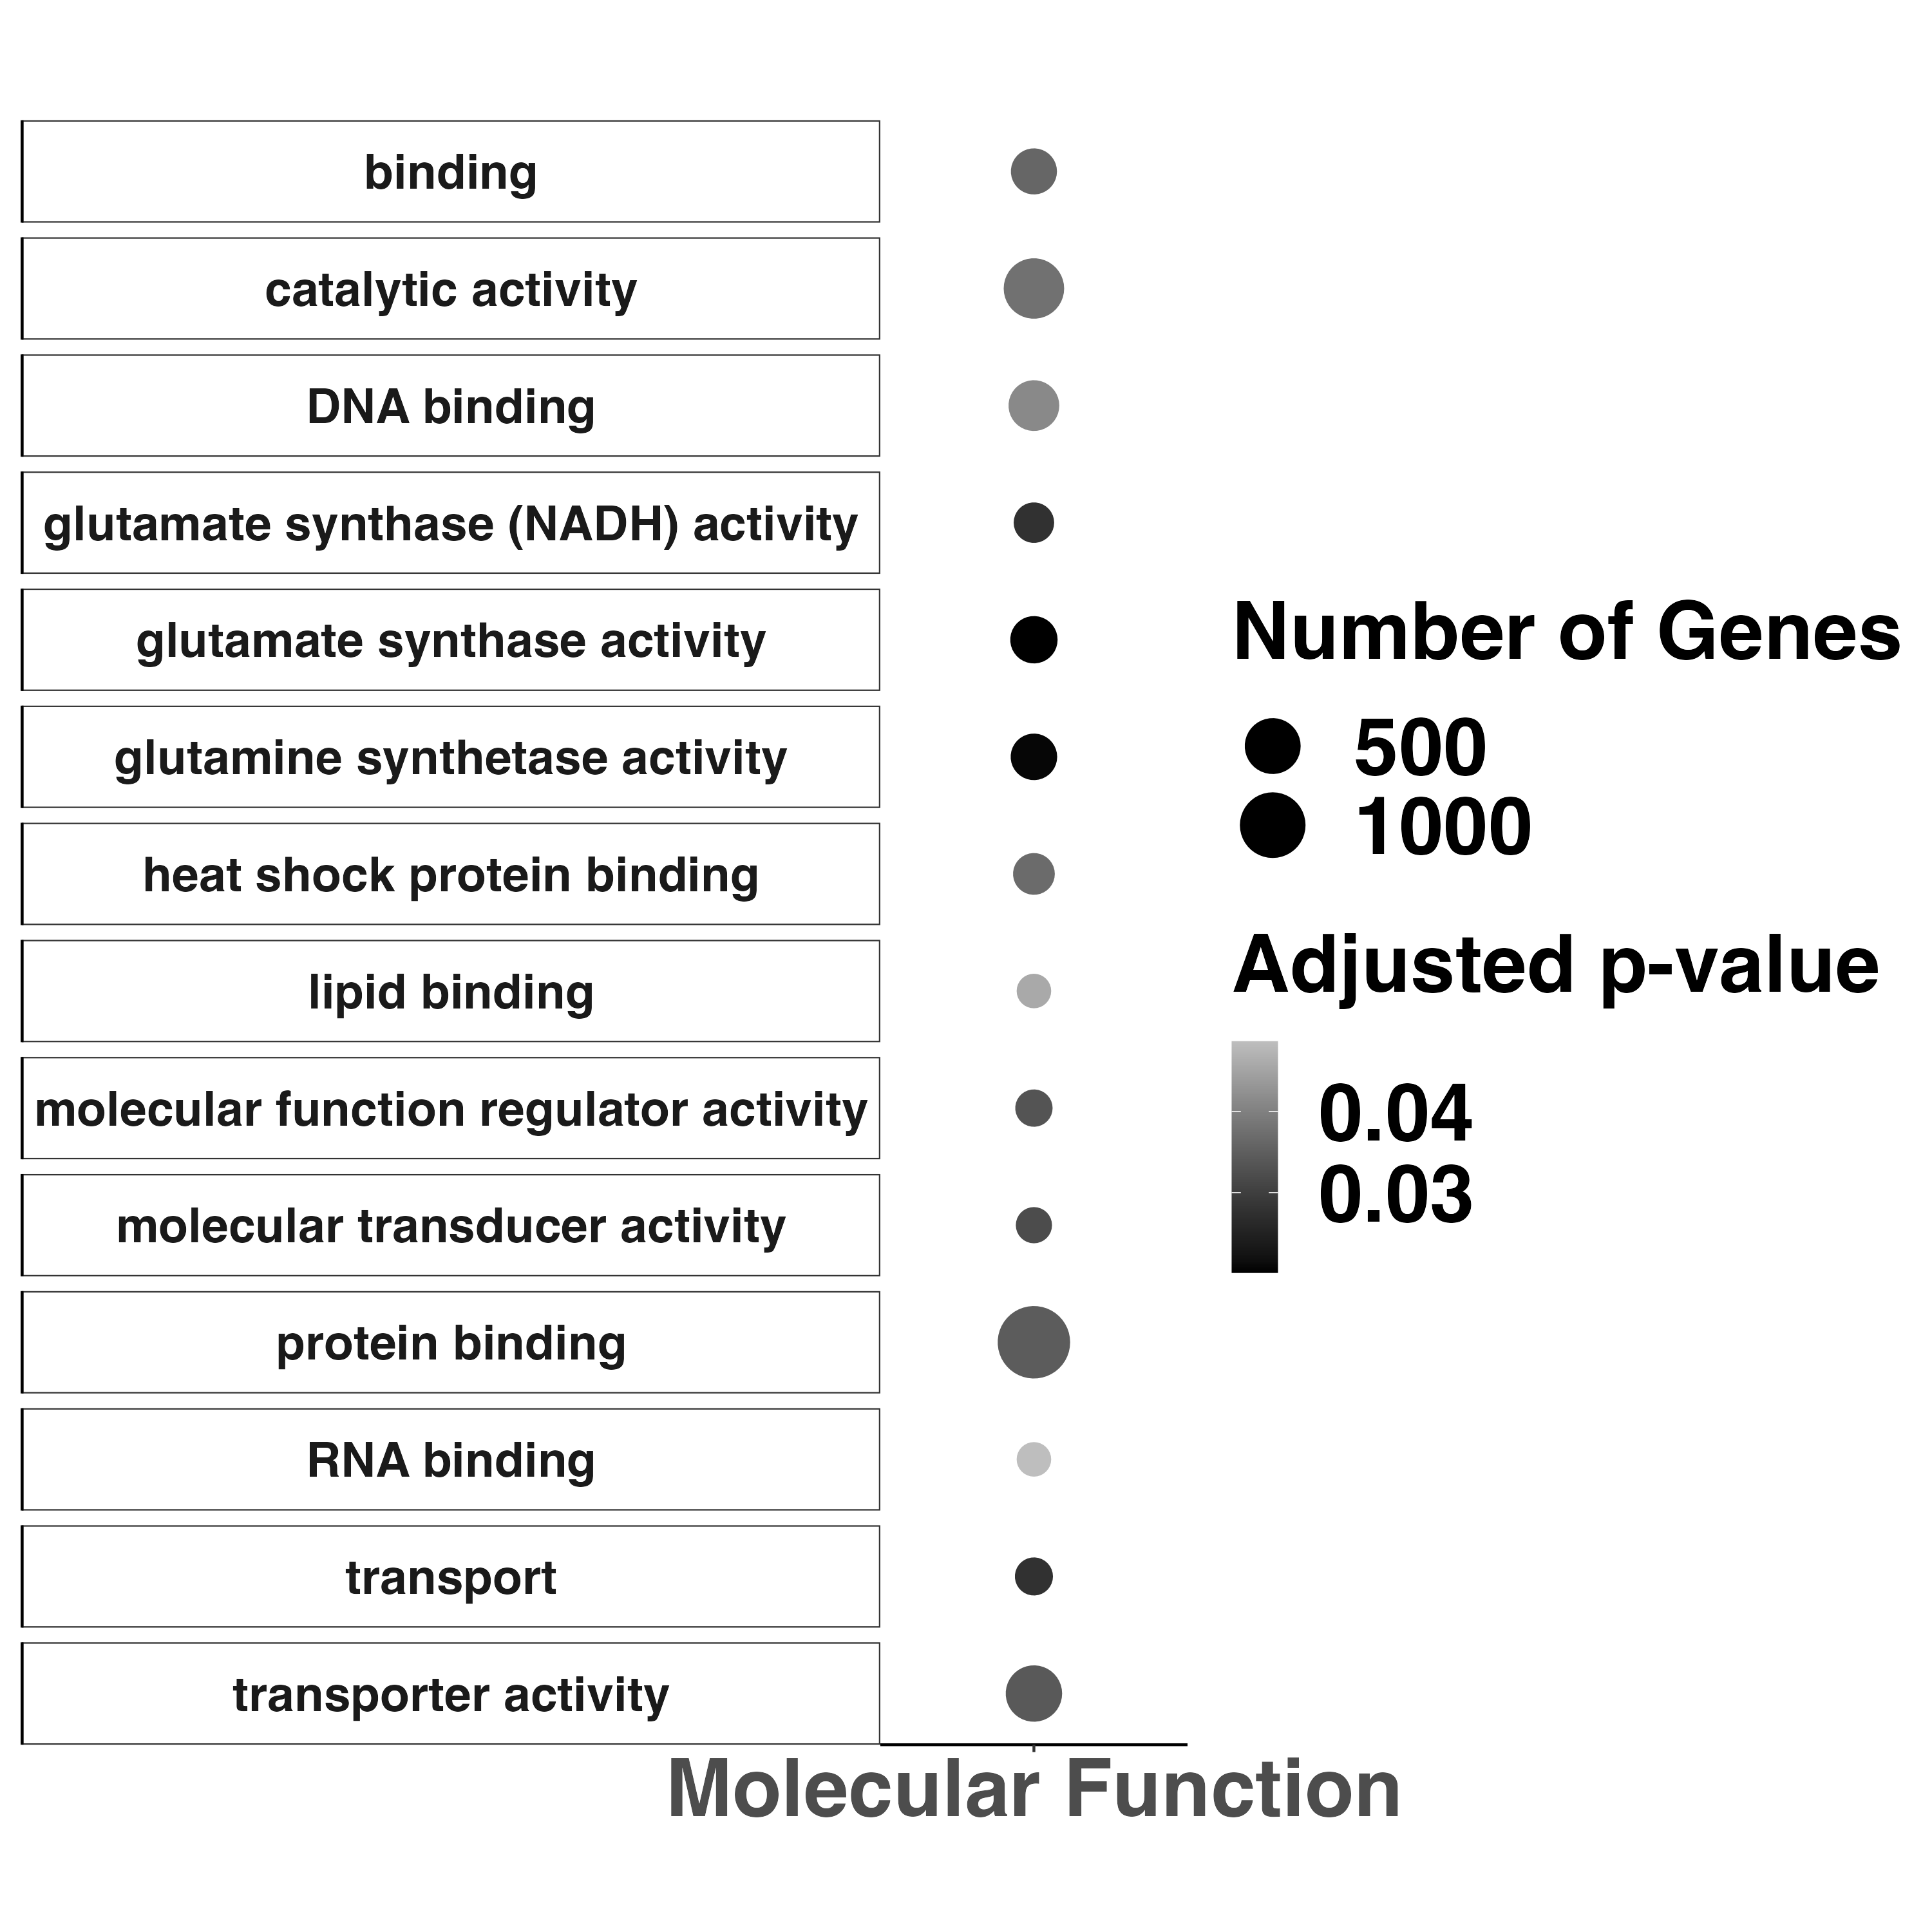 binding
catalytic activity
DNA binding
glutamate synthase (NADH) activity
glutamate synthase activity
glutamine synthetase activity
heat shock protein binding
lipid binding
molecular function regulator activity
molecular transducer activity
protein binding
RNA binding
transport
transporter activity
Molecular Function
Number of Genes
500
1000
Adjusted p-value
0.04
0.03